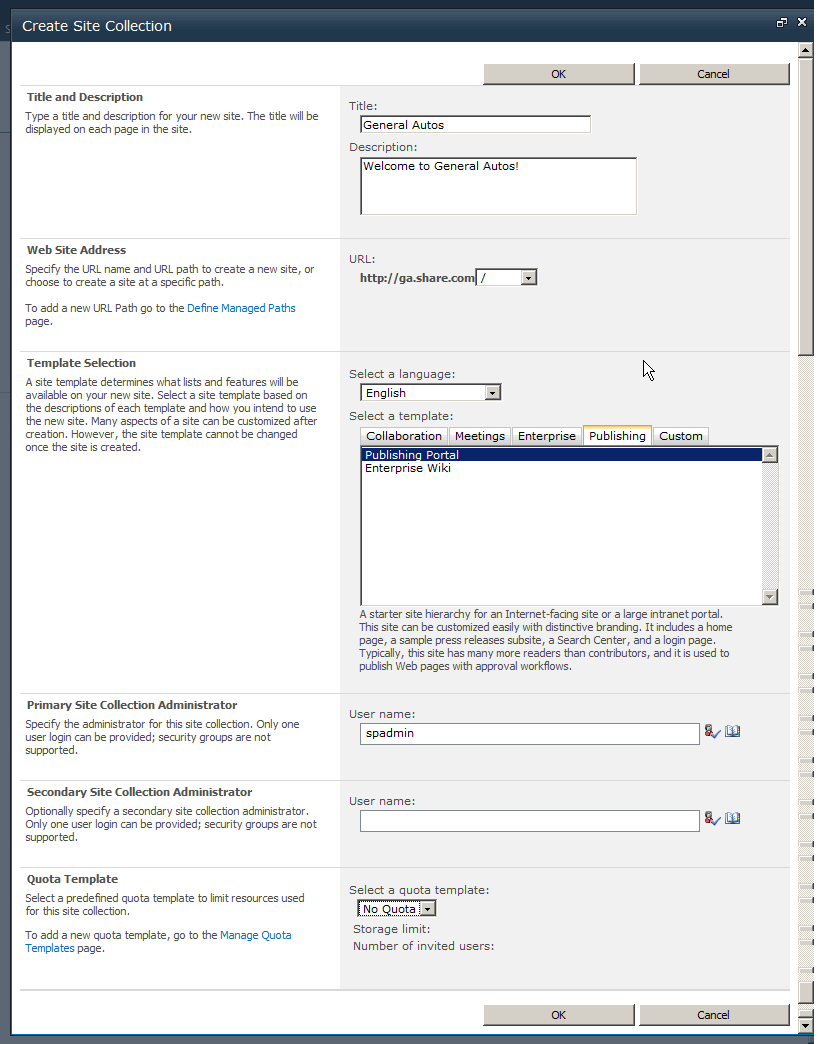 Create Site Collection
OK
Cancel
Title and Description
Type a title and description for your new site. The title will be
displayed on each page in the site.
Title:
General Autos
Description:
Welcome to General Autos!
Web Site Address
Specify the URL name and URL path to create a new site, or
choose to create a site at a specific path.
To add a new URL Path go to the Define Managed Paths
page.
URL:
http://ga.share.com /
Template Selection
A site template determines what lists and features will be
available on your new site. Select a site template based on
the descriptions of each template and how you intend to use
the new site. Many aspects of a site can be customized after
creation. However, the site template cannot be changed
once the site is created.
Select a language:
English
Select a template:
Collaboration Meetings Enterprise Publishing Custom
Publishing Portal
Enterprise Wiki
A starter site hierarchy for an Internet-facing site or a large intranet portal.
This site can be customized easily with distinctive branding. It includes a home
page, a sample press releases subsite, a Search Center, and a login page.
Typically, this site has many more readers than contributors, and it is used to
publish Web pages with approval workflows.
Primary Site Collection Administrator
Specify the administrator for this site collection. Only one
user login can be provided; security groups are not
supported.
User name:
spadmin
Secondary Site Collection Administrator
Optionally specify a secondary site collection administrator.
Only one user login can be provided; security groups are not
supported.
User name:
Quota Template
Select a predefined quota template to limit resources used
for this site collection.
To add a new quota template, go to the Manage Quota
Templates page.
Select a quota template:
No Quota
Storage limit:
Number of invited users:
OK
Cancel